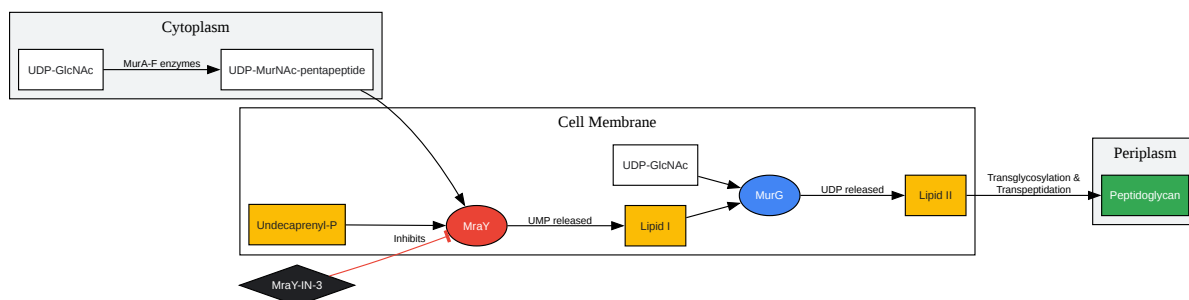 Cytoplasm
UDP-GlcNAc
MurA-F enzymes
UDP-MurNAc-pentapeptide
Cell Membrane
UDP-GlcNAc
Undecaprenyl-P
MraY
UMP released
Lipid I
MurG
UDP released
Lipid II
Transglycosylation &
Transpeptidation
Periplasm
Peptidoglycan
Inhibits
MraY-IN-3